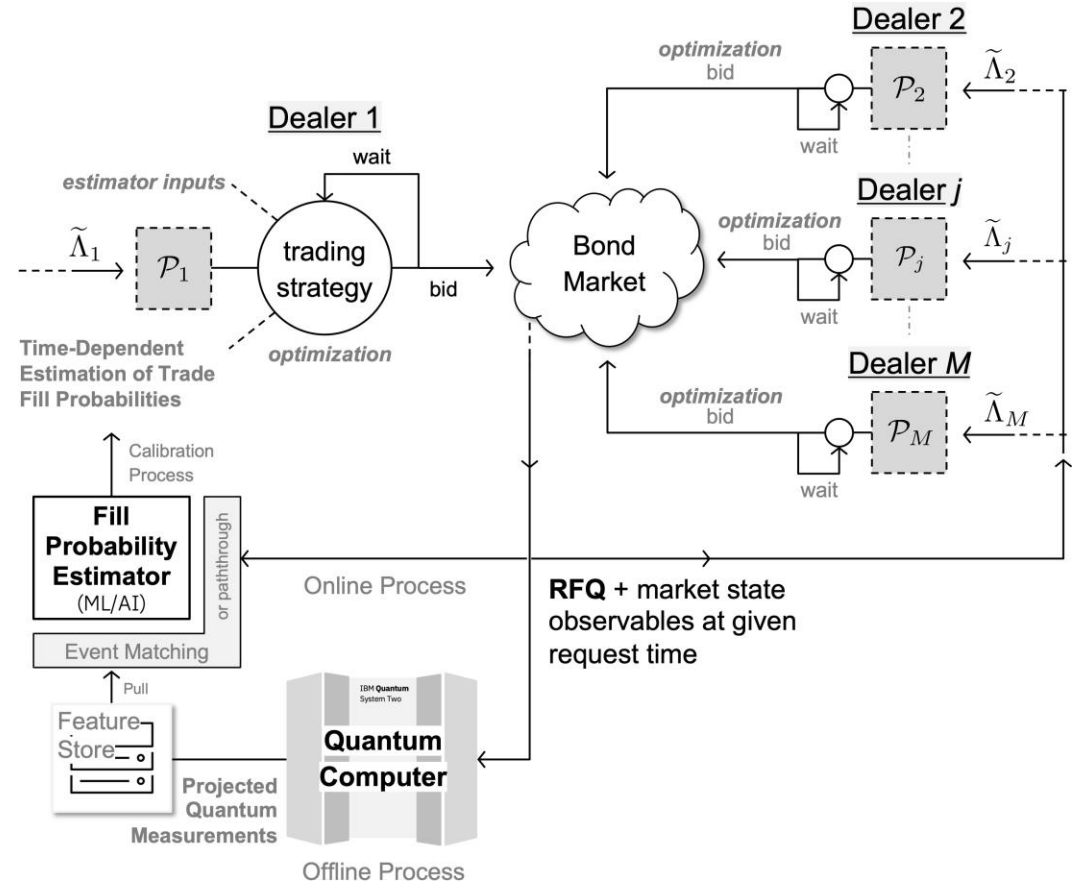 Dealer 2
optimization
bid
wait
𝒫₂
Λ̃₂
Dealer 1
wait
estimator inputs
Λ̃₁
𝒫₁
trading
strategy
bid
optimization
Bond
Market
Dealer j
optimization
bid
wait
𝒫ⱼ
Λ̃ⱼ
Dealer M
optimization
bid
wait
𝒫_M
Λ̃_M
Time-Dependent
Estimation of Trade
Fill Probabilities
Calibration
Process
Fill
Probability
Estimator
(ML/AI)
or paththrough
Event Matching
Online Process
RFQ + market state
observables at given
request time
Pull
Feature
Store
IBM Quantum
System Two
Quantum
Computer
Projected
Quantum
Measurements
Offline Process